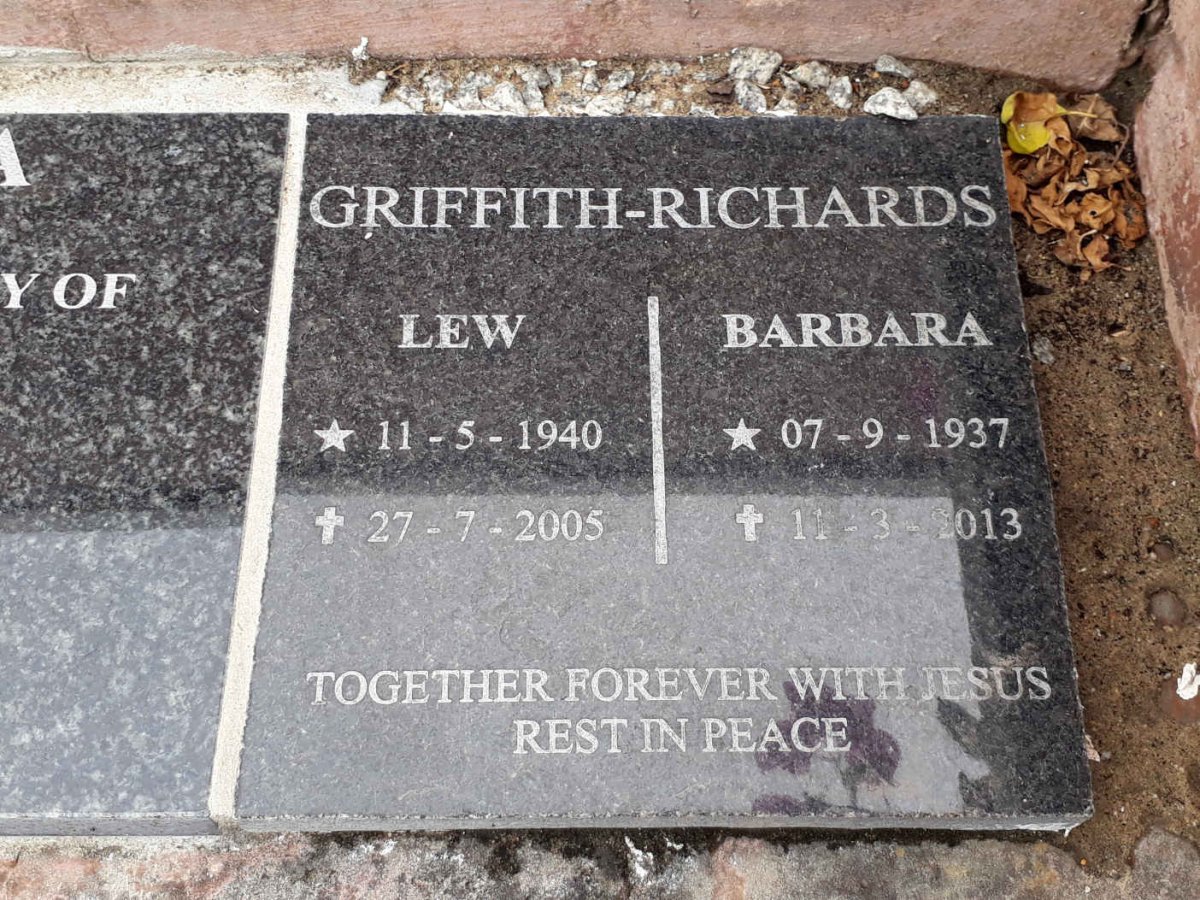 A
Y OF
GRIFFITH-RICHARDS
LEW
11 - 5 - 1940
27 - 7 - 2005
BARBARA
07 - 9 - 1937
11 - 3 - 2013
TOGETHER FOREVER WITH JESUS
REST IN PEACE